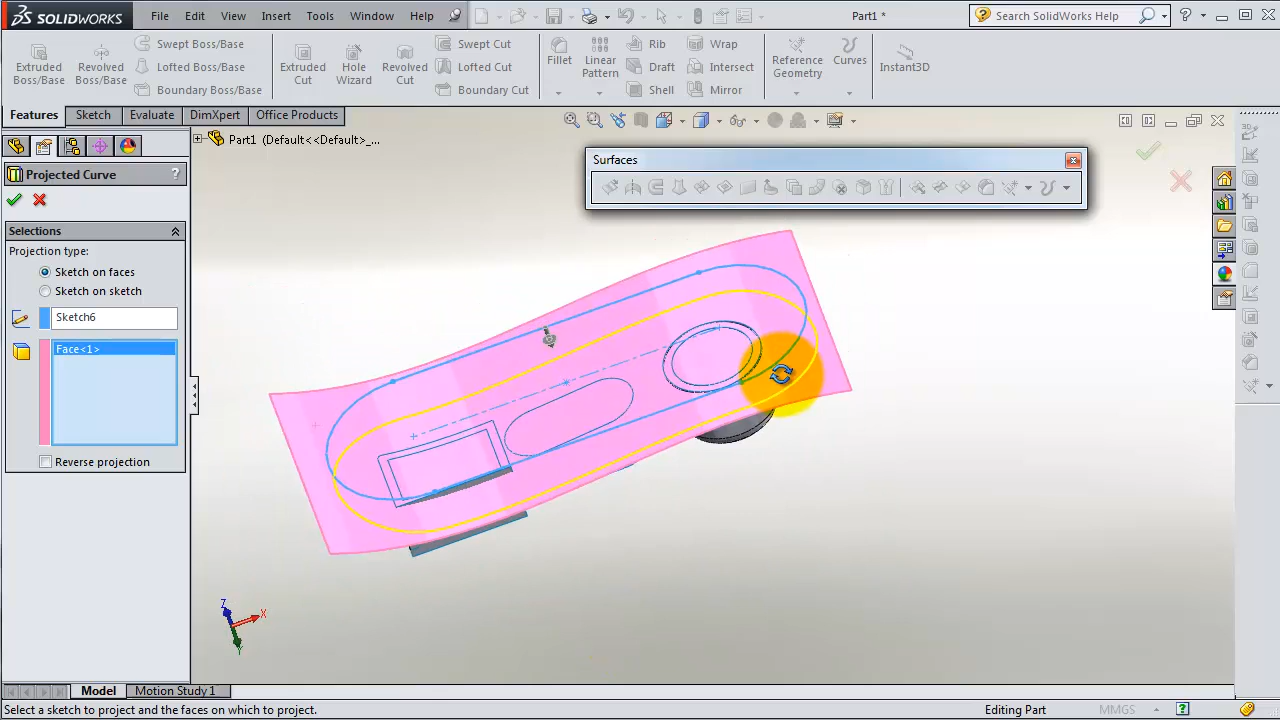 SOLIDWORKS File Edit View Insert Tools Window Help Part1 * Search SolidWorks Help
Extruded Boss/Base
Revolved Boss/Base
Swept Boss/Base
Lofted Boss/Base
Boundary Boss/Base
Extruded Cut
Hole Wizard
Revolved Cut
Swept Cut
Lofted Cut
Boundary Cut
Fillet
Linear Pattern
Rib
Draft
Shell
Wrap
Intersect
Mirror
Reference Geometry
Curves
Instant3D
Features Sketch Evaluate DimXpert Office Products
Part1 (Default<<Default>_...
Surfaces
Projected Curve ?
Selections
Projection type:
Sketch on faces
Sketch on sketch
Sketch6
Face<1>
Reverse projection
Z
X
Y
Model Motion Study 1
Select a sketch to project and the faces on which to project. Editing Part MMGS